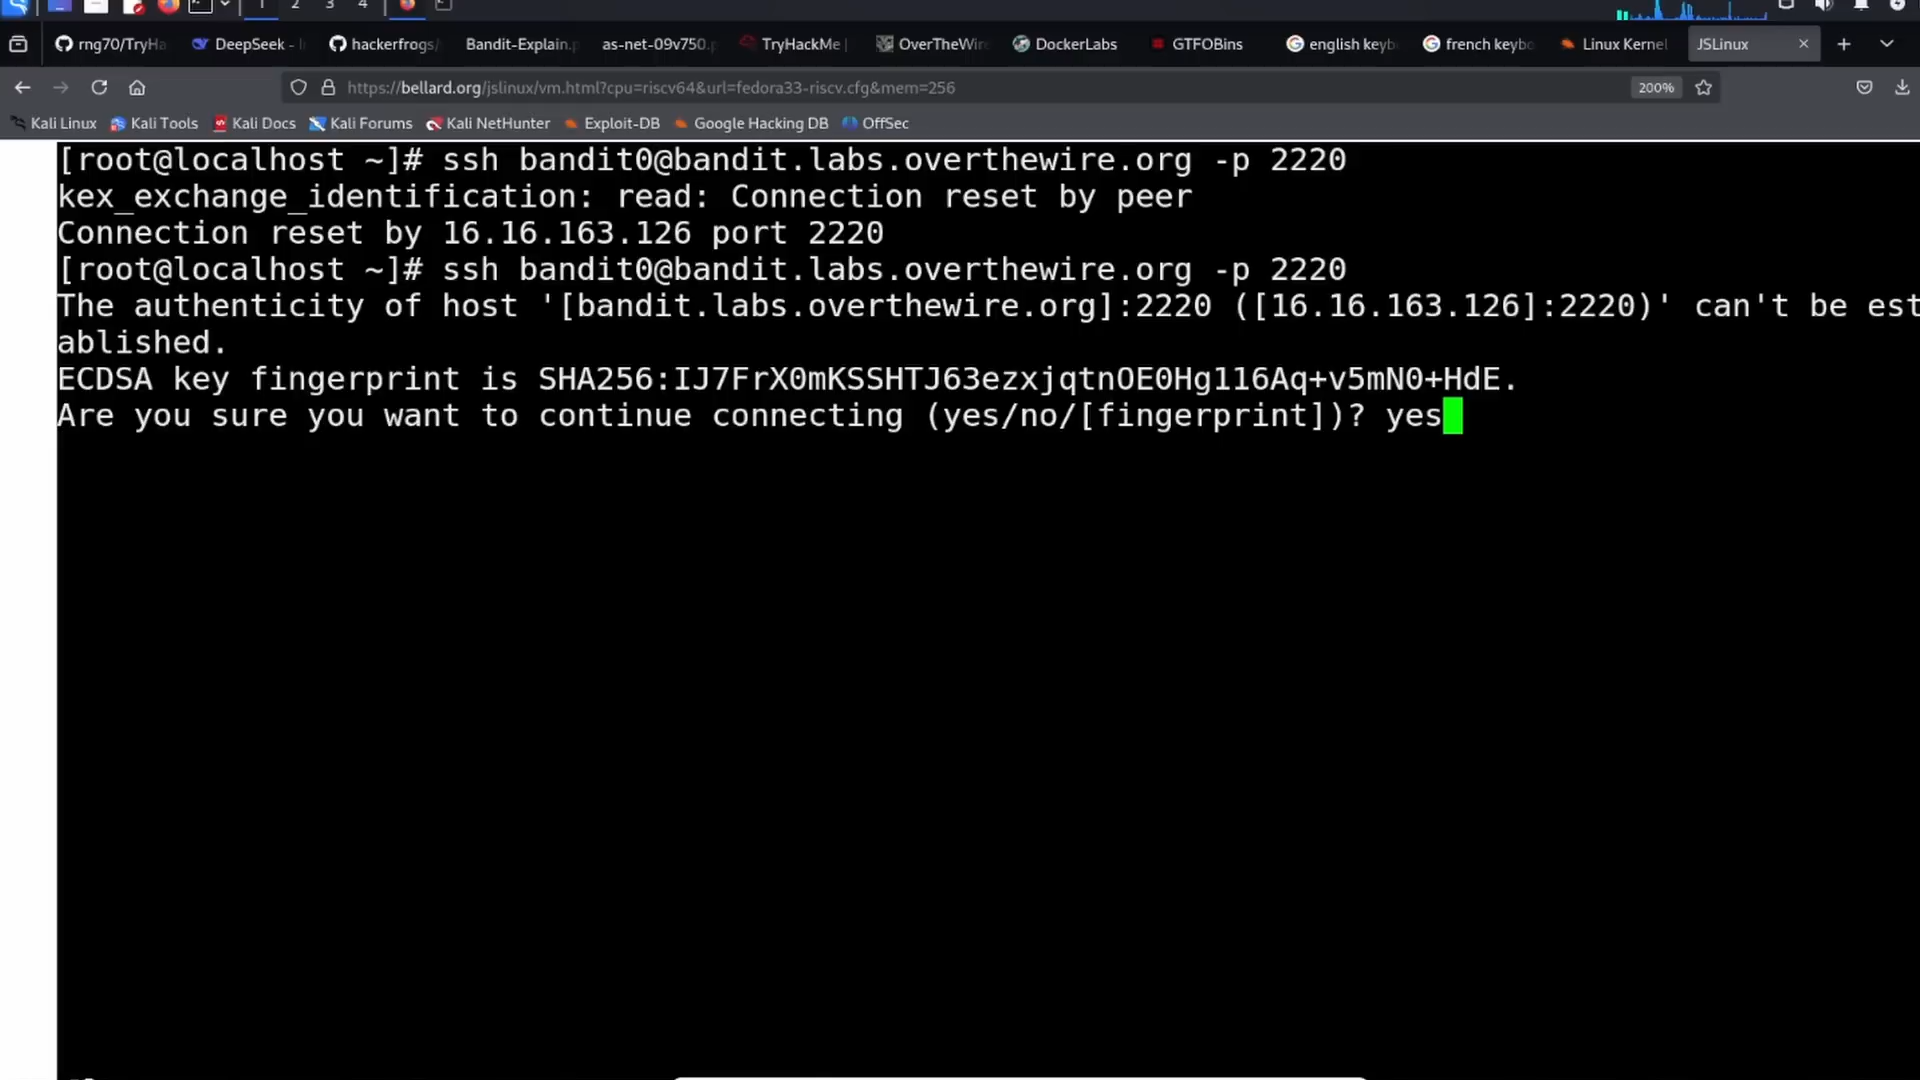 1 2 3 4
rng70/TryHa DeepSeek - I hackerfrogs/ Bandit-Explain.p as-net-09v750.p TryHackMe | OverTheWire DockerLabs GTFOBins english keyb french keybo Linux Kernel JSLinux
https://bellard.org/jslinux/vm.html?cpu=riscv64&url=fedora33-riscv.cfg&mem=256 200%
Kali Linux Kali Tools Kali Docs Kali Forums Kali NetHunter Exploit-DB Google Hacking DB OffSec
[root@localhost ~]# ssh bandit0@bandit.labs.overthewire.org -p 2220
kex_exchange_identification: read: Connection reset by peer
Connection reset by 16.16.163.126 port 2220
[root@localhost ~]# ssh bandit0@bandit.labs.overthewire.org -p 2220
The authenticity of host '[bandit.labs.overthewire.org]:2220 ([16.16.163.126]:2220)' can't be est
ablished.
ECDSA key fingerprint is SHA256:IJ7FrX0mKSSHTJ63ezxjqtnOE0Hg116Aq+v5mN0+HdE.
Are you sure you want to continue connecting (yes/no/[fingerprint])? yes